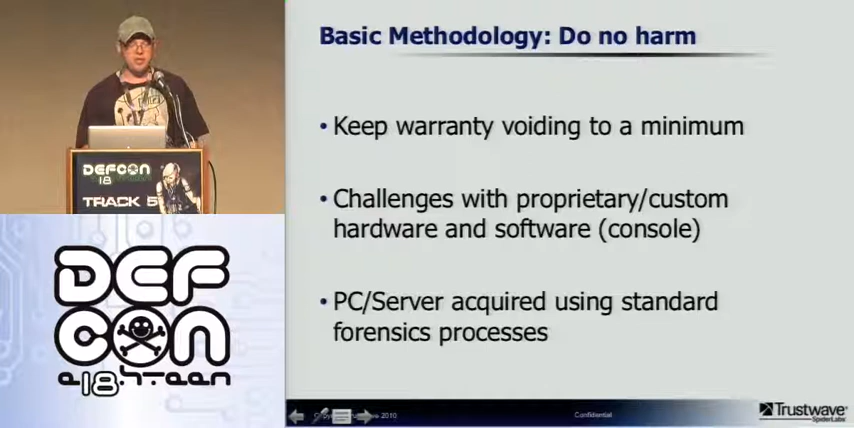 Basic Methodology: Do no harm
• Keep warranty voiding to a minimum
• Challenges with proprietary/custom
hardware and software (console)
• PC/Server acquired using standard
forensics processes
DEFCON
18
TRACK 5
DEF
CON
e18hteen
2010
Confidential
Trustwave
SpiderLabs